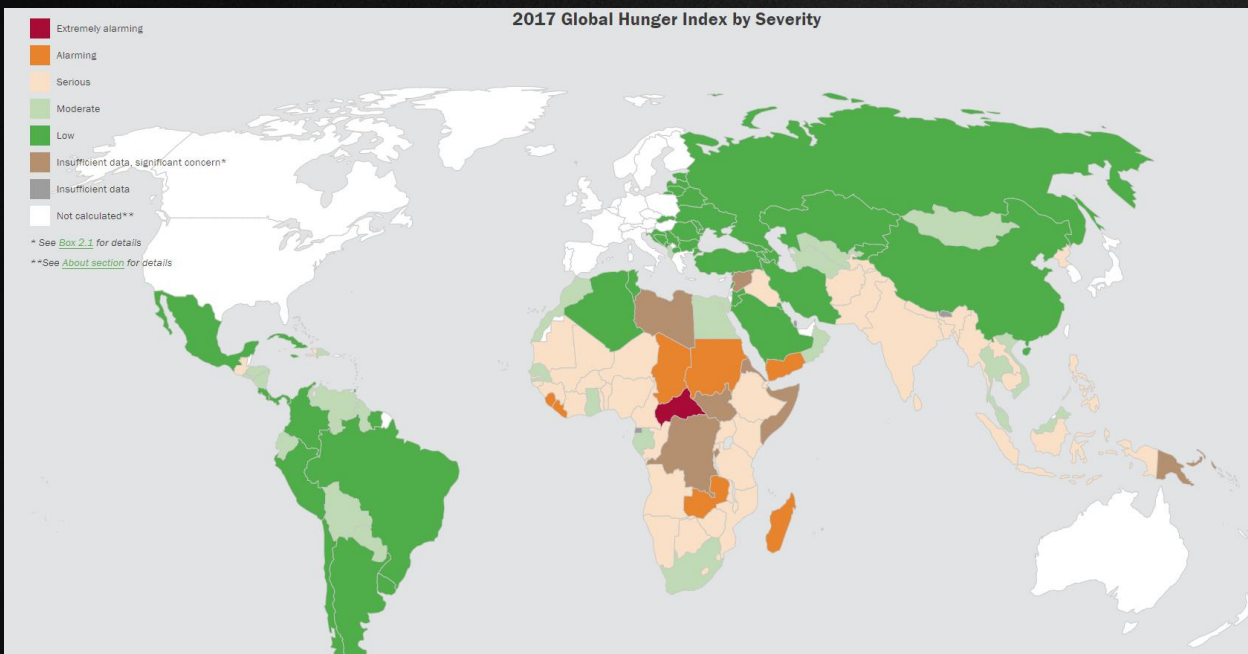 2017 Global Hunger Index by Severity
Extremely alarming
Alarming
Serious
Moderate
Low
Insufficient data, significant concern*
Insufficient data
Not calculated**
* See Box 2.1 for details
**See About section for details